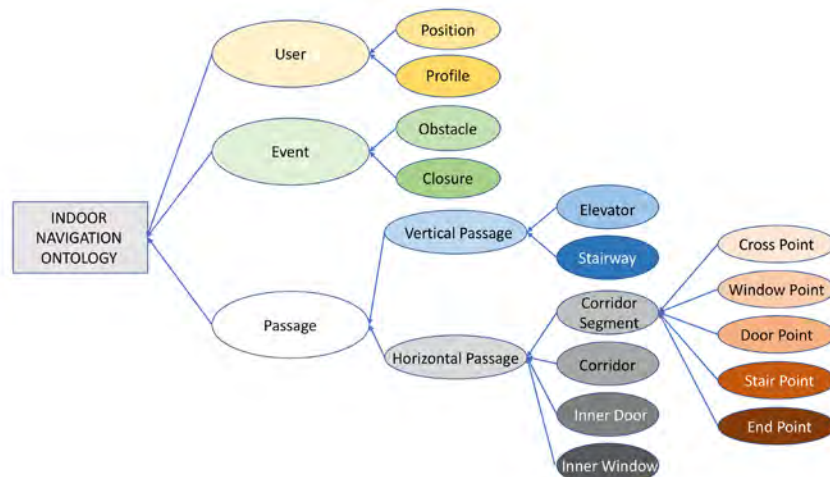 INDOOR
NAVIGATION
ONTOLOGY
User
Position
Profile
Event
Obstacle
Closure
Passage
Vertical Passage
Elevator
Stairway
Horizontal Passage
Corridor
Segment
Corridor
Inner Door
Inner Window
Cross Point
Window Point
Door Point
Stair Point
End Point